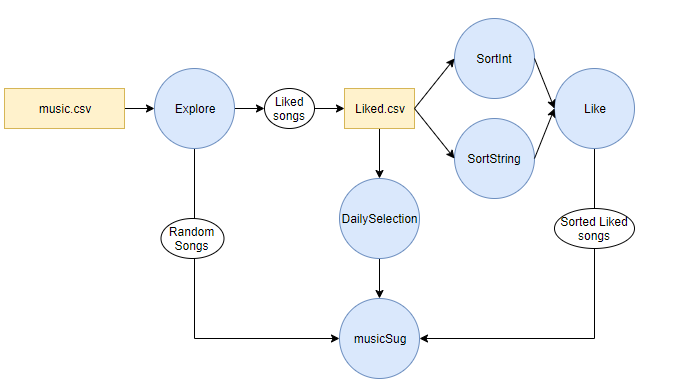 SortInt
music.csv
Explore
Liked
songs
Liked.csv
Like
SortString
DailySelection
Random
Songs
Sorted Liked
songs
musicSug